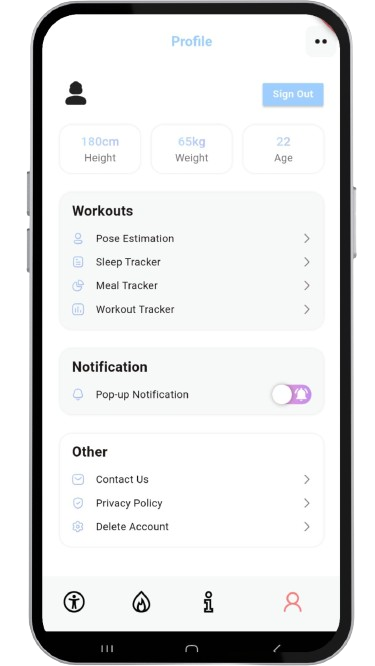 Profile
Sign Out
180cm
Height
65kg
Weight
22
Age
Workouts
Pose Estimation
Sleep Tracker
Meal Tracker
Workout Tracker
Notification
Pop-up Notification
Other
Contact Us
Privacy Policy
Delete Account